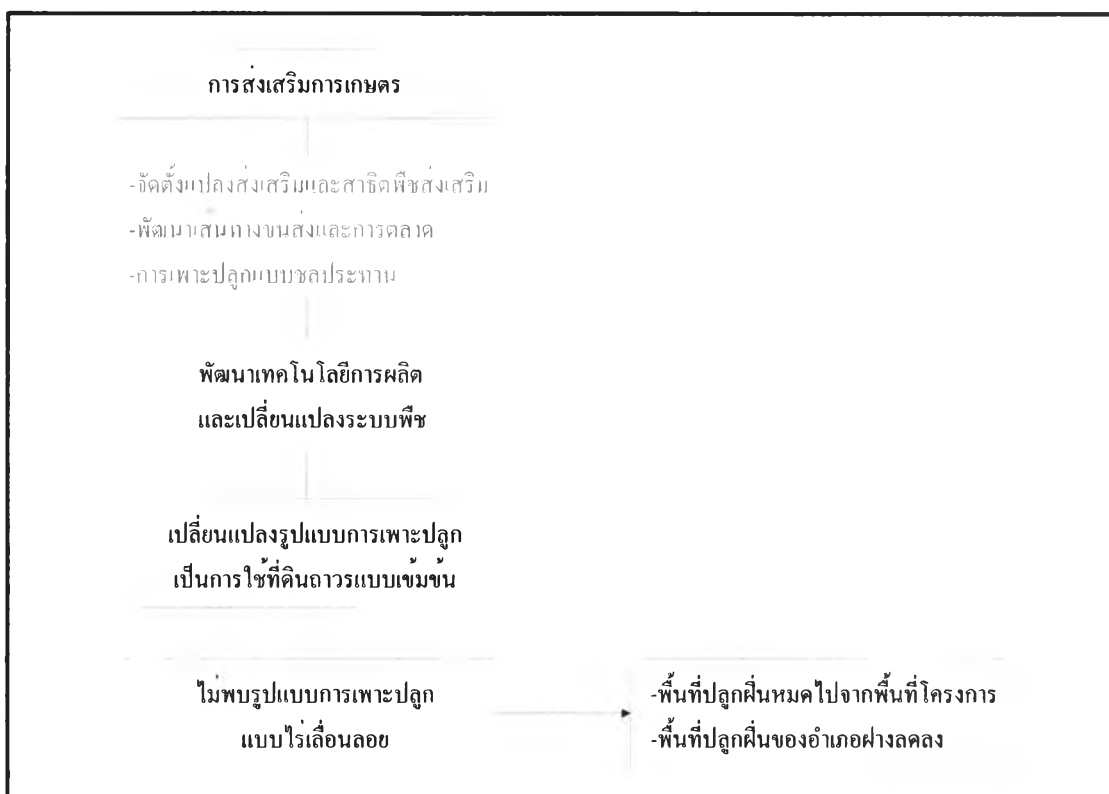 การส่งเสริมการเกษตร
-จัดตั้งแปลงส่งเสริมและสาธิตพืชส่งเสริม
-พัฒนาเส้นทางขนส่งและการตลาด
-การเพาะปลูกแบบชลประทาน
พัฒนาเทคโนโลยีการผลิต
และเปลี่ยนแปลงระบบพืช
เปลี่ยนแปลงรูปแบบการเพาะปลูก
เป็นการใช้ที่ดินถาวรแบบเข้มข้น
ไม่พบรูปแบบการเพาะปลูก
แบบไร่เลื่อนลอย
-พื้นที่ปลูกฝิ่นหมดไปจากพื้นที่โครงการ
-พื้นที่ปลูกฝิ่นของอำเภอฝางลดลง